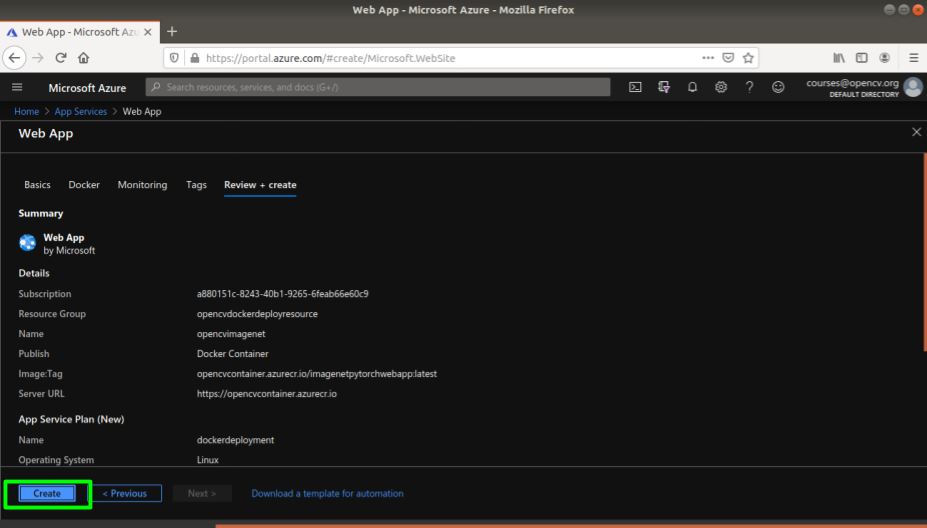 Web App - Microsoft Azure - Mozilla Firefox
Web App - Microsoft Azu
https://portal.azure.com/#create/Microsoft.WebSite
Microsoft Azure
Search resources, services, and docs (G+/)
courses@opencv.org
DEFAULT DIRECTORY
Home > App Services > Web App
Web App
Basics Docker Monitoring Tags Review + create
Summary
Web App
by Microsoft
Details
Subscription a880151c-8243-40b1-9265-6feab66e60c9
Resource Group opencvdockerdeployresource
Name opencvimagenet
Publish Docker Container
Image:Tag opencvcontainer.azurecr.io/imagenetpytorchwebapp:latest
Server URL https://opencvcontainer.azurecr.io
App Service Plan (New)
Name dockerdeployment
Operating System Linux
Create < Previous Next > Download a template for automation